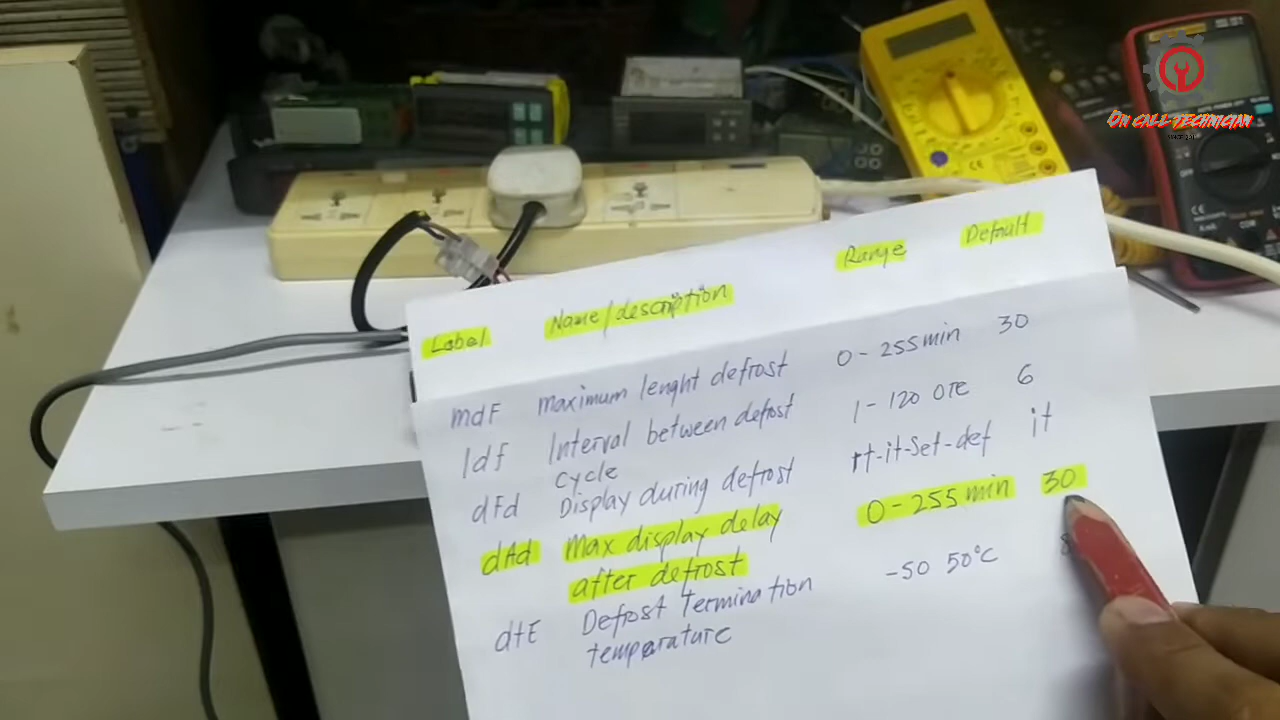 ON CALL TECHNICIAN
Label Name/description Range Default
mdF maximum lenght defrost 0-255min 30
Idf Interval between defrost 1-120 ORE 6
cycle
dFd Display during defrost rt-it-Set-def it
dAd Max display delay 0-255 min 30
after defrost
dtE Defrost Termination -50 50°C 8
temperature